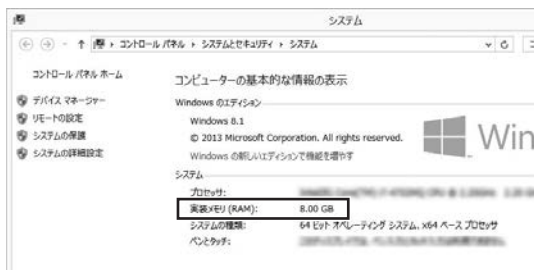 システム
コントロール パネル ▸ システムとセキュリティ ▸ システム
コントロール パネル ホーム
デバイス マネージャー
リモートの設定
システムの保護
システムの詳細設定
コンピューターの基本的な情報の表示
Windows のエディション
Windows 8.1
© 2013 Microsoft Corporation. All rights reserved.
Windows の新しいエディションで機能を増やす
Win
システム
プロセッサ:
実装メモリ (RAM): 8.00 GB
システムの種類: 64 ビット オペレーティング システム、x64 ベース プロセッサ
ペンとタッチ: